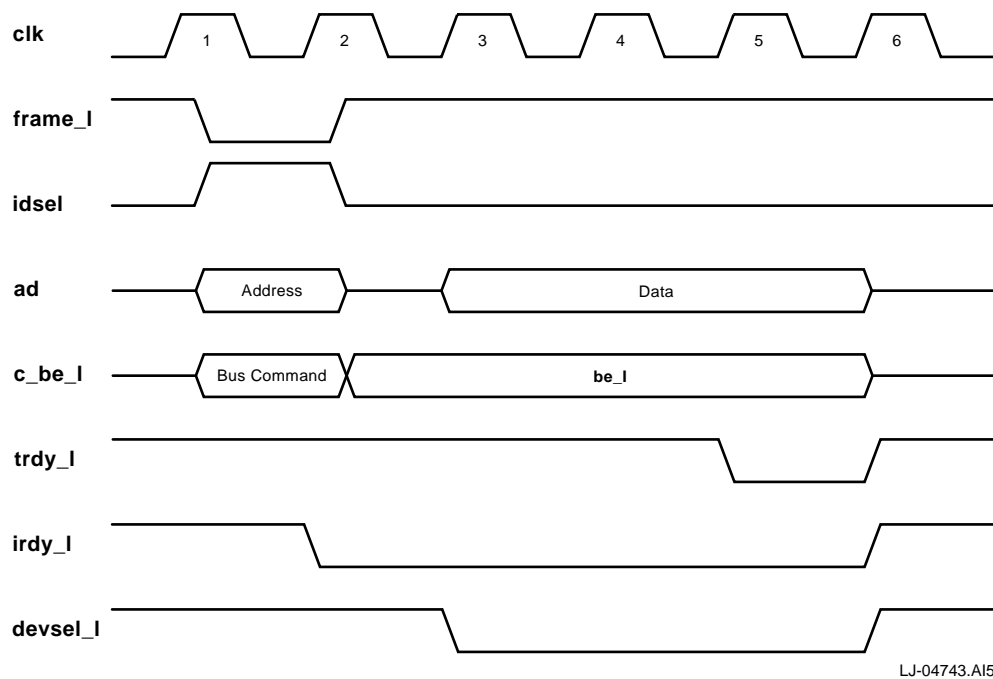 clk
1 2 3 4 5 6
frame_l
idsel
ad
Address Data
c_be_l
Bus Command be_l
trdy_l
irdy_l
devsel_l
LJ-04743.AI5